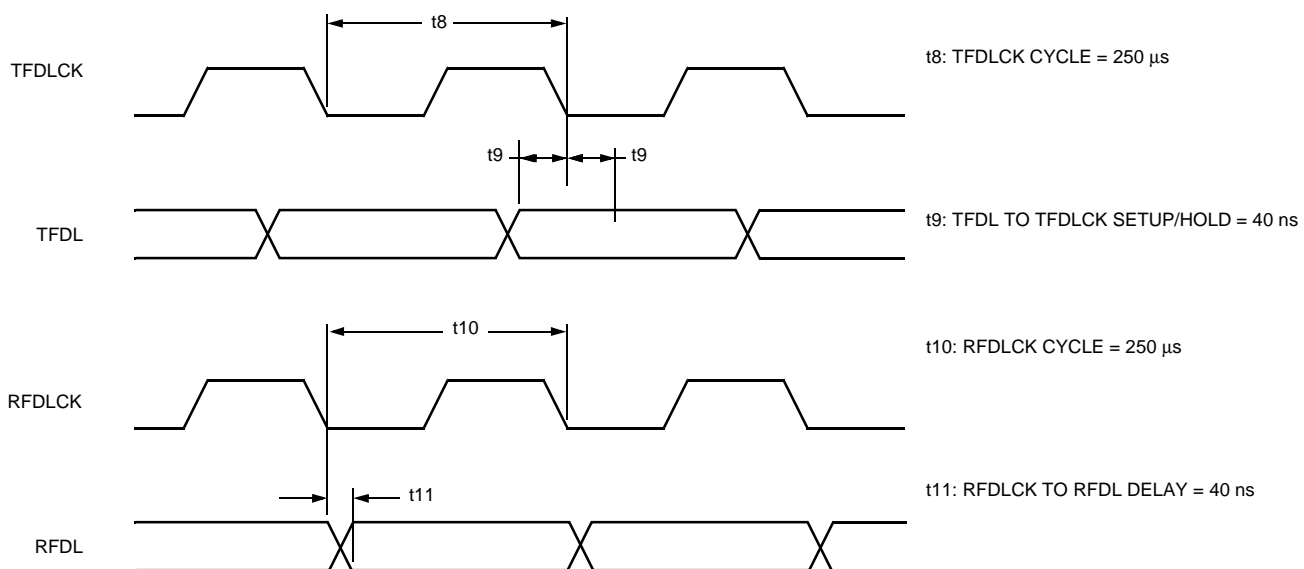 t8
TFDLCK
t8: TFDLCK CYCLE = 250 µs
t9
t9
TFDL
t9: TFDL TO TFDLCK SETUP/HOLD = 40 ns
t10
t10: RFDLCK CYCLE = 250 µs
RFDLCK
t11
t11: RFDLCK TO RFDL DELAY = 40 ns
RFDL